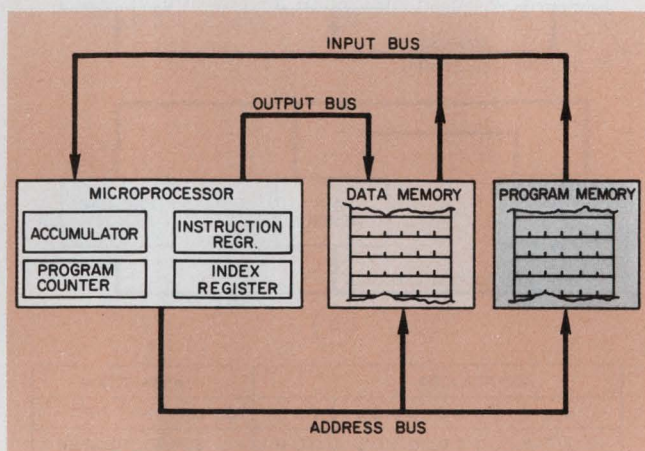 INPUT BUS
OUTPUT BUS
MICROPROCESSOR
ACCUMULATOR
INSTRUCTION
REGR.
PROGRAM
COUNTER
INDEX
REGISTER
DATA MEMORY
PROGRAM MEMORY
ADDRESS BUS